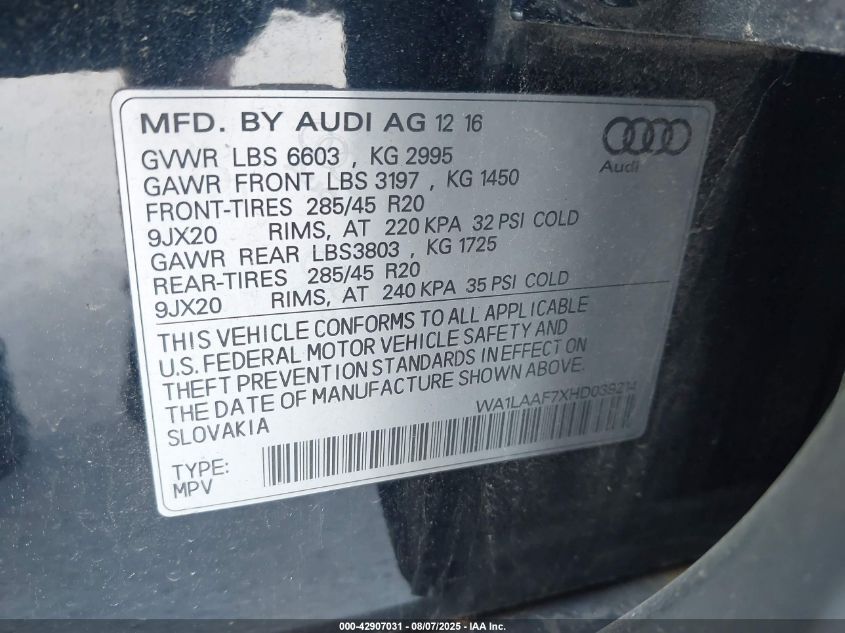 MFD. BY AUDI AG 12 16
Audi
GVWR LBS 6603 , KG 2995
GAWR FRONT LBS 3197 , KG 1450
FRONT-TIRES 285/45 R20
9JX20 RIMS, AT 220 KPA 32 PSI COLD
GAWR REAR LBS3803 , KG 1725
REAR-TIRES 285/45 R20
9JX20 RIMS, AT 240 KPA 35 PSI COLD
THIS VEHICLE CONFORMS TO ALL APPLICABLE
U.S. FEDERAL MOTOR VEHICLE SAFETY AND
THEFT PREVENTION STANDARDS IN EFFECT ON
THE DATE OF MANUFACTURE SHOWN ABOVE.
SLOVAKIA
WA1LAAF7XHD039214
TYPE:
MPV
000-42907031 - 08/07/2025 - IAA Inc.